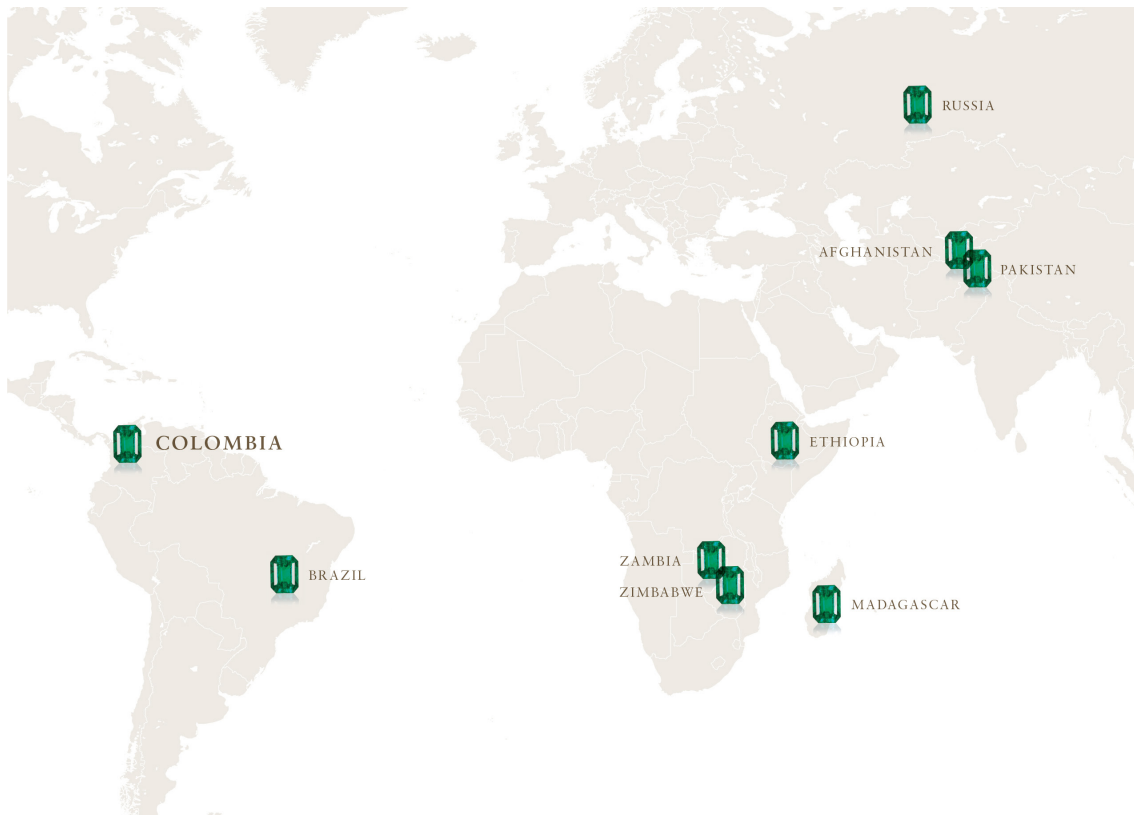 RUSSIA
AFGHANISTAN
PAKISTAN
COLOMBIA
ETHIOPIA
ZAMBIA
BRAZIL
ZIMBABWE
MADAGASCAR